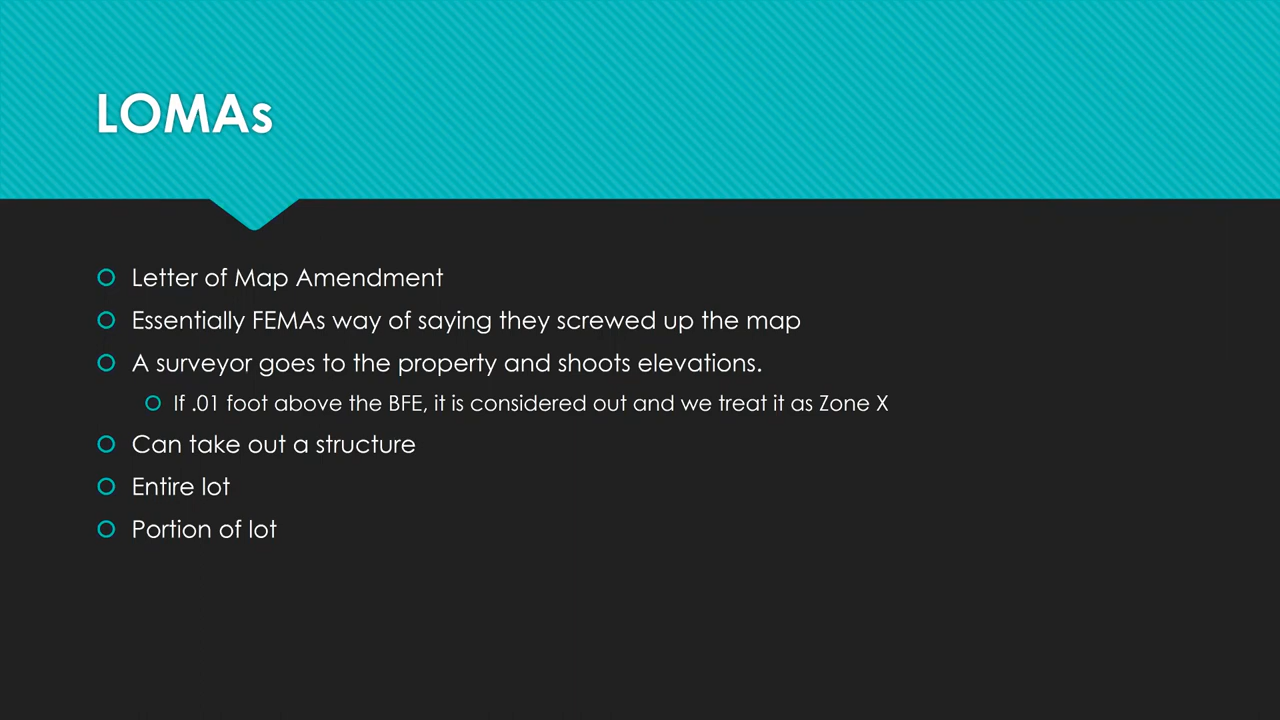 LOMAs
Letter of Map Amendment
Essentially FEMAs way of saying they screwed up the map
A surveyor goes to the property and shoots elevations.
If .01 foot above the BFE, it is considered out and we treat it as Zone X
Can take out a structure
Entire lot
Portion of lot